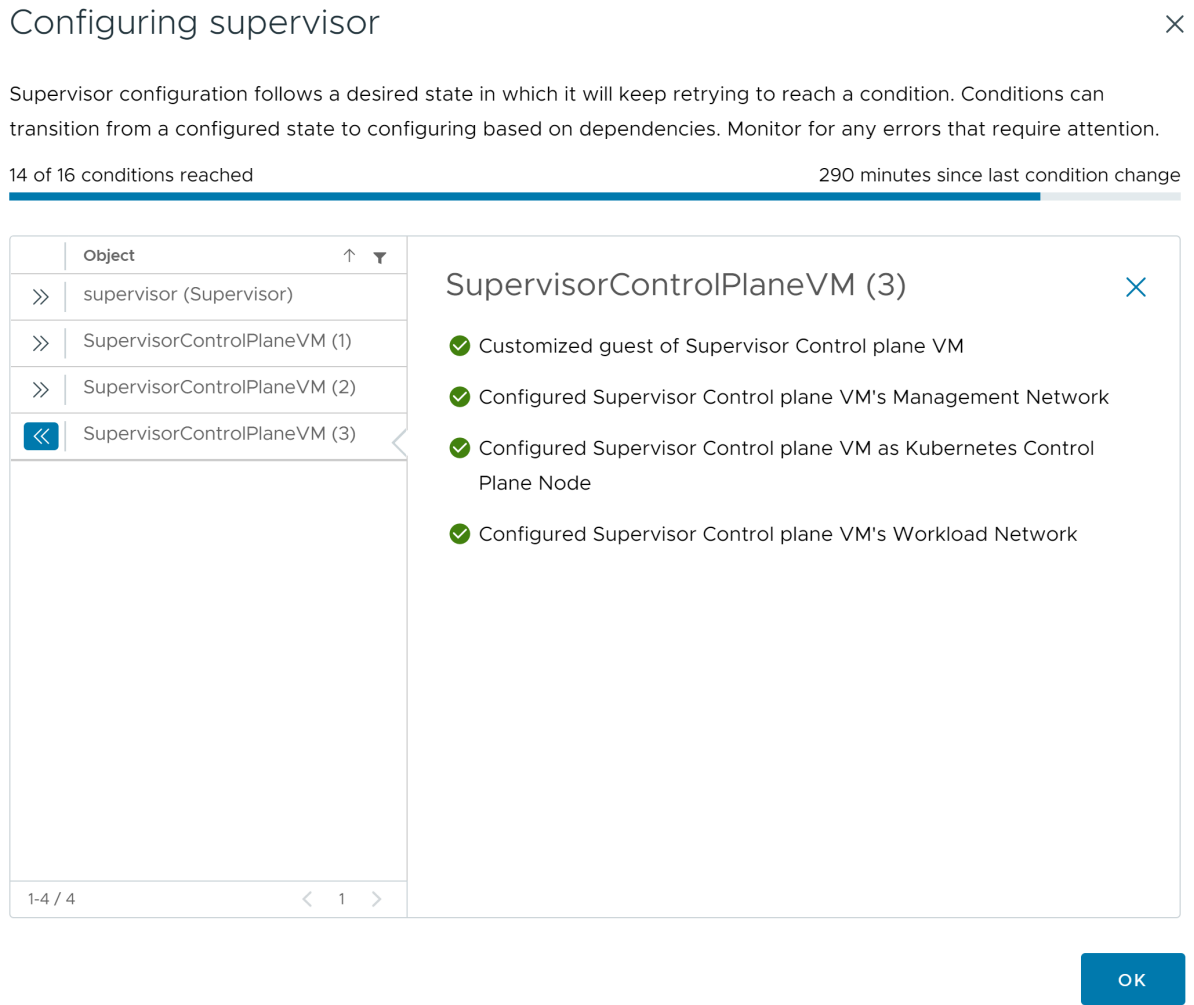 Configuring supervisor
Supervisor configuration follows a desired state in which it will keep retrying to reach a condition. Conditions can
transition from a configured state to configuring based on dependencies. Monitor for any errors that require attention.
14 of 16 conditions reached
290 minutes since last condition change
Object
supervisor (Supervisor)
SupervisorControlPlaneVM (1)
SupervisorControlPlaneVM (2)
SupervisorControlPlaneVM (3)
1-4 / 4
1
SupervisorControlPlaneVM (3)
Customized guest of Supervisor Control plane VM
Configured Supervisor Control plane VM's Management Network
Configured Supervisor Control plane VM as Kubernetes Control
Plane Node
Configured Supervisor Control plane VM's Workload Network
OK